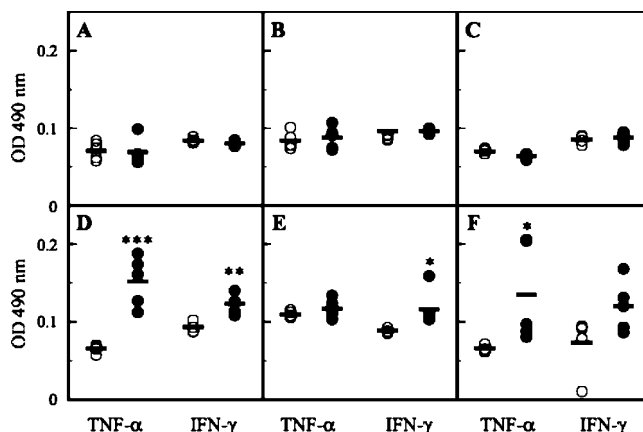 A B C
0.2
0.1
0
OD 490 nm
D E F
*** ** * *
0.2
0.1
0
OD 490 nm
TNF-α IFN-γ TNF-α IFN-γ TNF-α IFN-γ